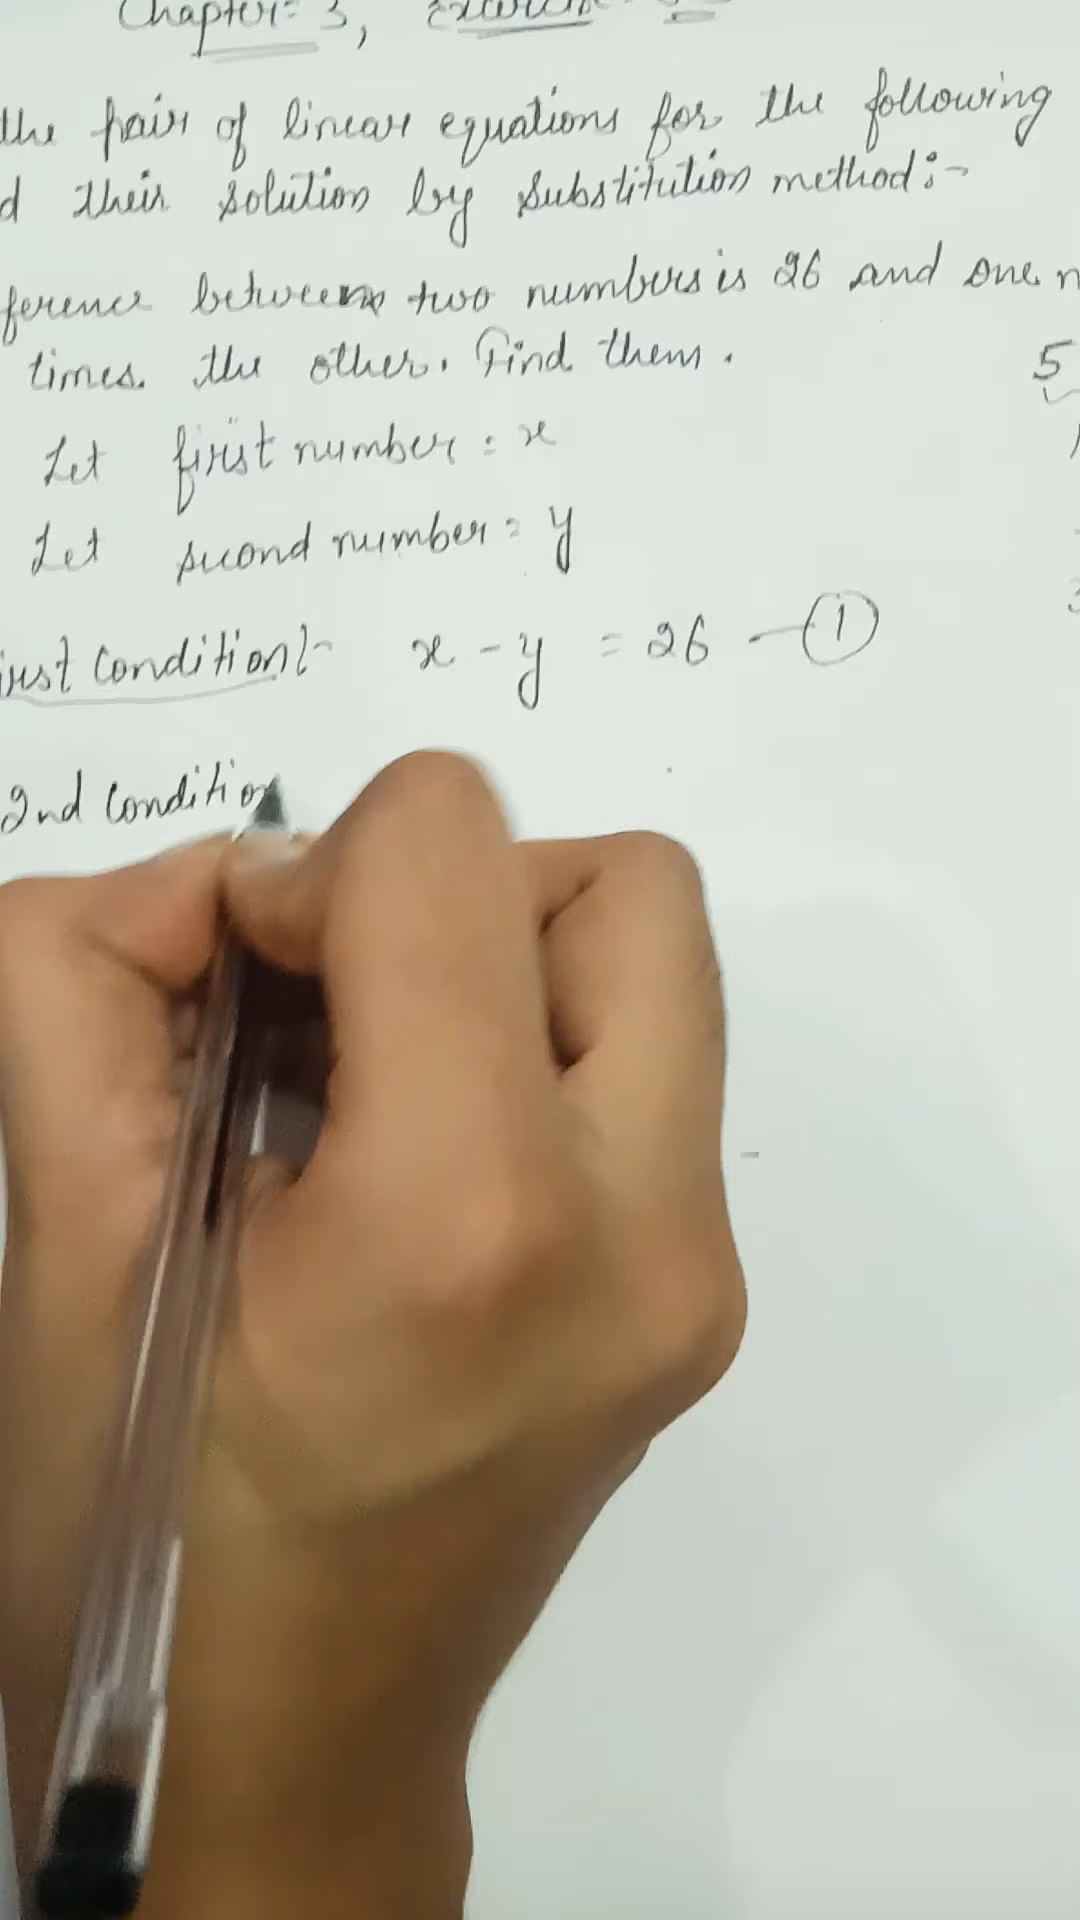 Chapter: 3,
the pair of linear equations for the following
d their solution by substitution method:-
ference between two numbers is 26 and one n
times. the other. Find them.
5
Let first number = x
Let second number = y
irst condition:- x - y = 26 — 1
2nd condition